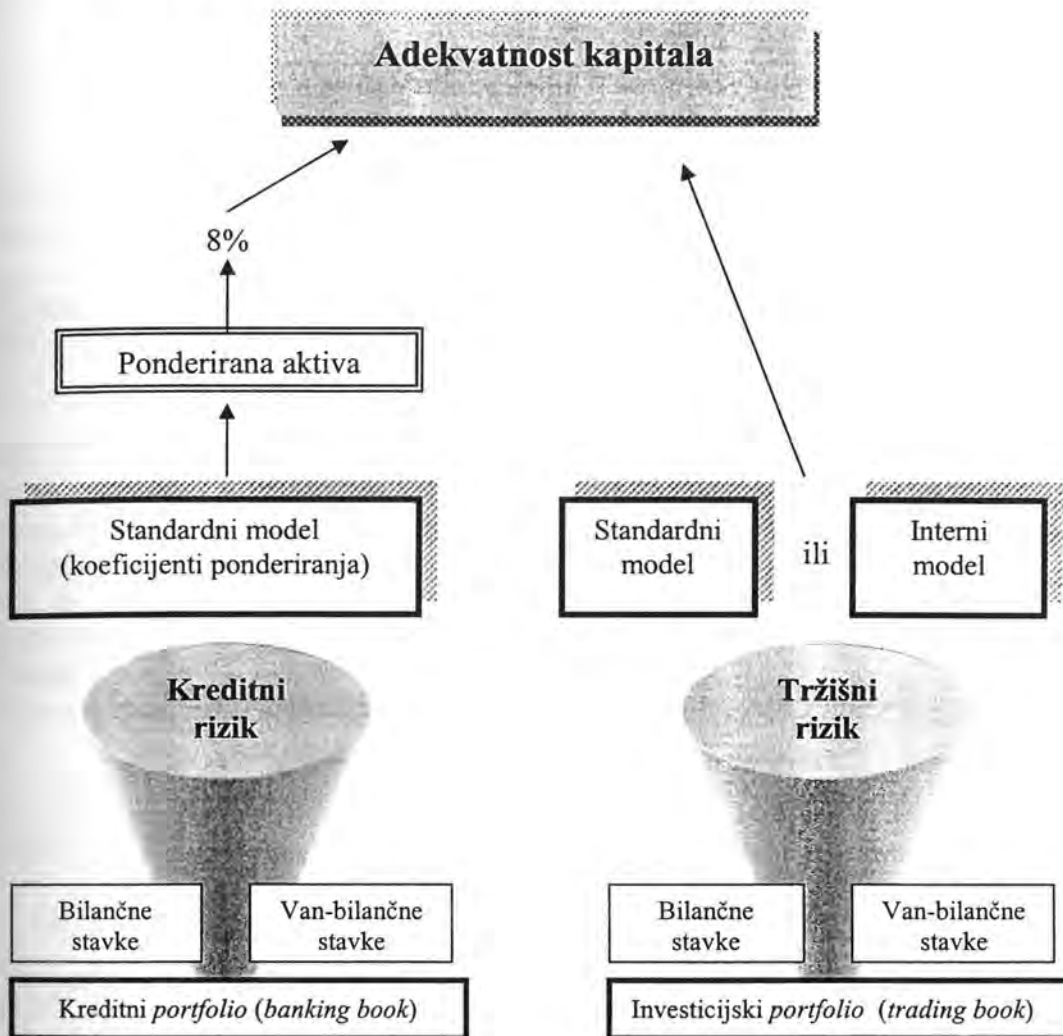 Adekvatnost kapitala
8%
Ponderirana aktiva
Standardni model
(koeficijenti ponderiranja)
Standardni
model
ili
Interni
model
Kreditni
rizik
Tržišni
rizik
Bilančne
stavke
Van-bilančne
stavke
Bilančne
stavke
Van-bilančne
stavke
Kreditni portfolio (banking book)
Investicijski portfolio (trading book)